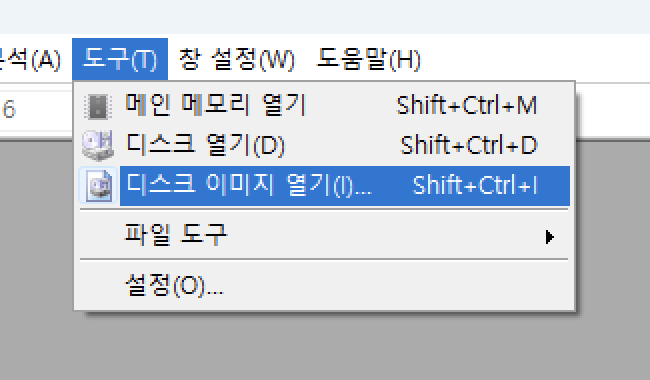 석(A) 도구(T) 창 설정(W) 도움말(H)
6
메인 메모리 열기 Shift+Ctrl+M
디스크 열기(D) Shift+Ctrl+D
디스크 이미지 열기(I)... Shift+Ctrl+I
파일 도구
설정(O)...